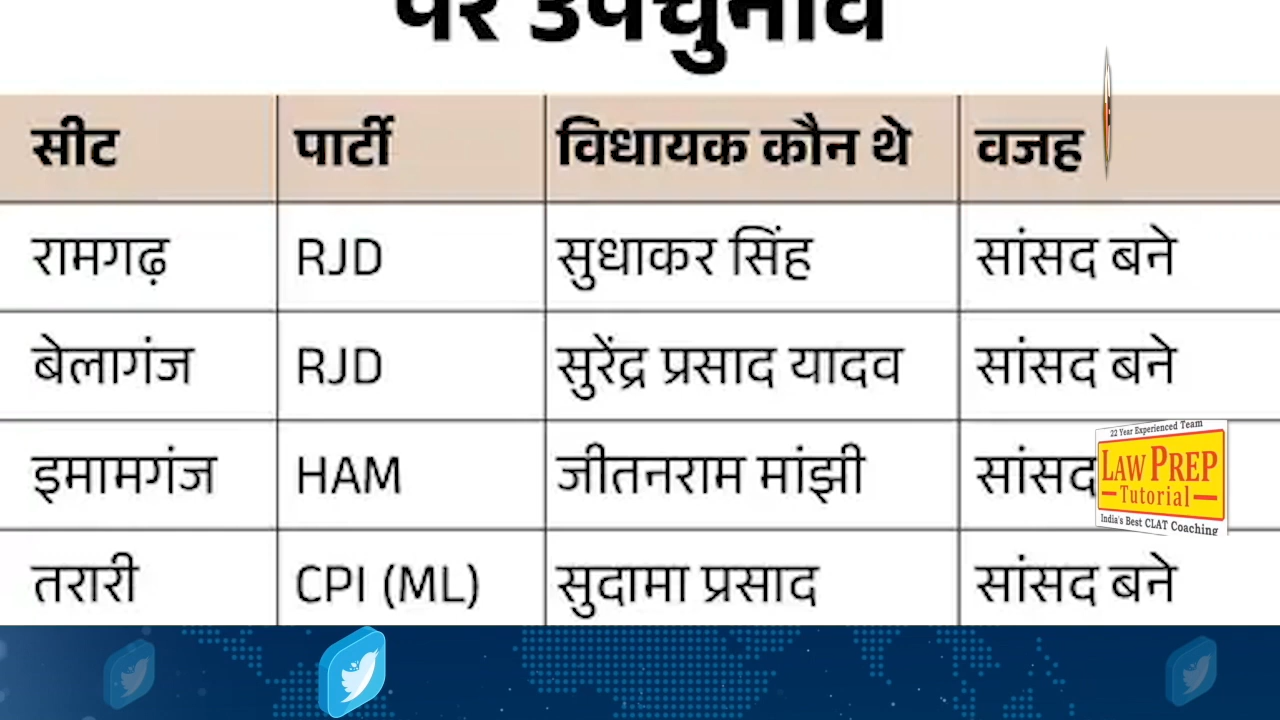 पर उपचुनाव
सीट पार्टी विधायक कौन थे वजह
रामगढ़ RJD सुधाकर सिंह सांसद बने
बेलागंज RJD सुरेंद्र प्रसाद यादव सांसद बने
इमामगंज HAM जीतनराम मांझी सांसद
तरारी CPI (ML) सुदामा प्रसाद सांसद बने
22 Year Experienced Team
LAW PREP
Tutorial
India's Best CLAT Coaching